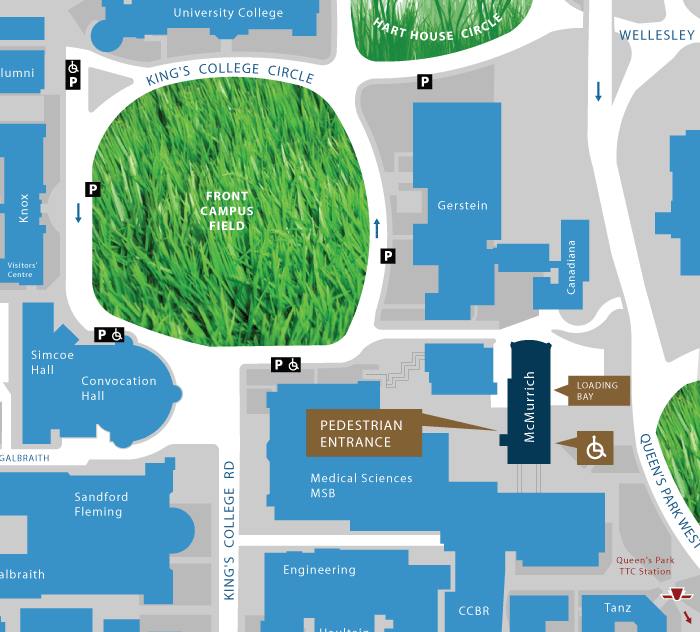 University College
HART HOUSE CIRCLE
WELLESLEY
lumni
P
KING'S COLLEGE CIRCLE
P
P
Knox
FRONT
CAMPUS
FIELD
Gerstein
Canadiana
P
Visitors'
Centre
P
Simcoe
Hall
Convocation
Hall
P
McMurrich
LOADING
BAY
PEDESTRIAN
ENTRANCE
GALBRAITH
KING'S COLLEGE RD
Medical Sciences
MSB
QUEEN'S PARK WEST
Sandford
Fleming
albraith
Engineering
Queen's Park
TTC Station
CCBR
Tanz
Haultain